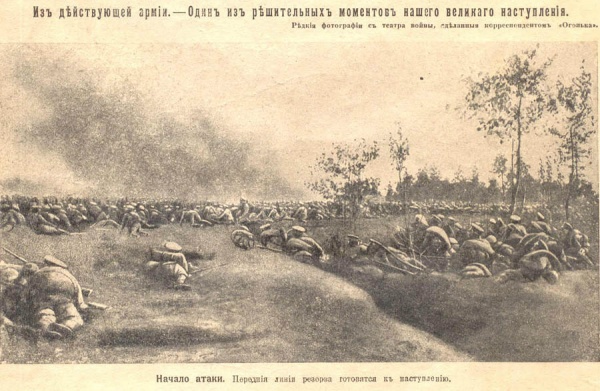 Изъ дѣйствующей арміи. — Одинъ изъ рѣшительныхъ моментовъ нашего великаго наступленія.
Рѣдкія фотографіи съ театра войны, сдѣланныя корреспондентомъ «Огонька».
Начало атаки. Передняя линія резерва готовится къ наступленію.